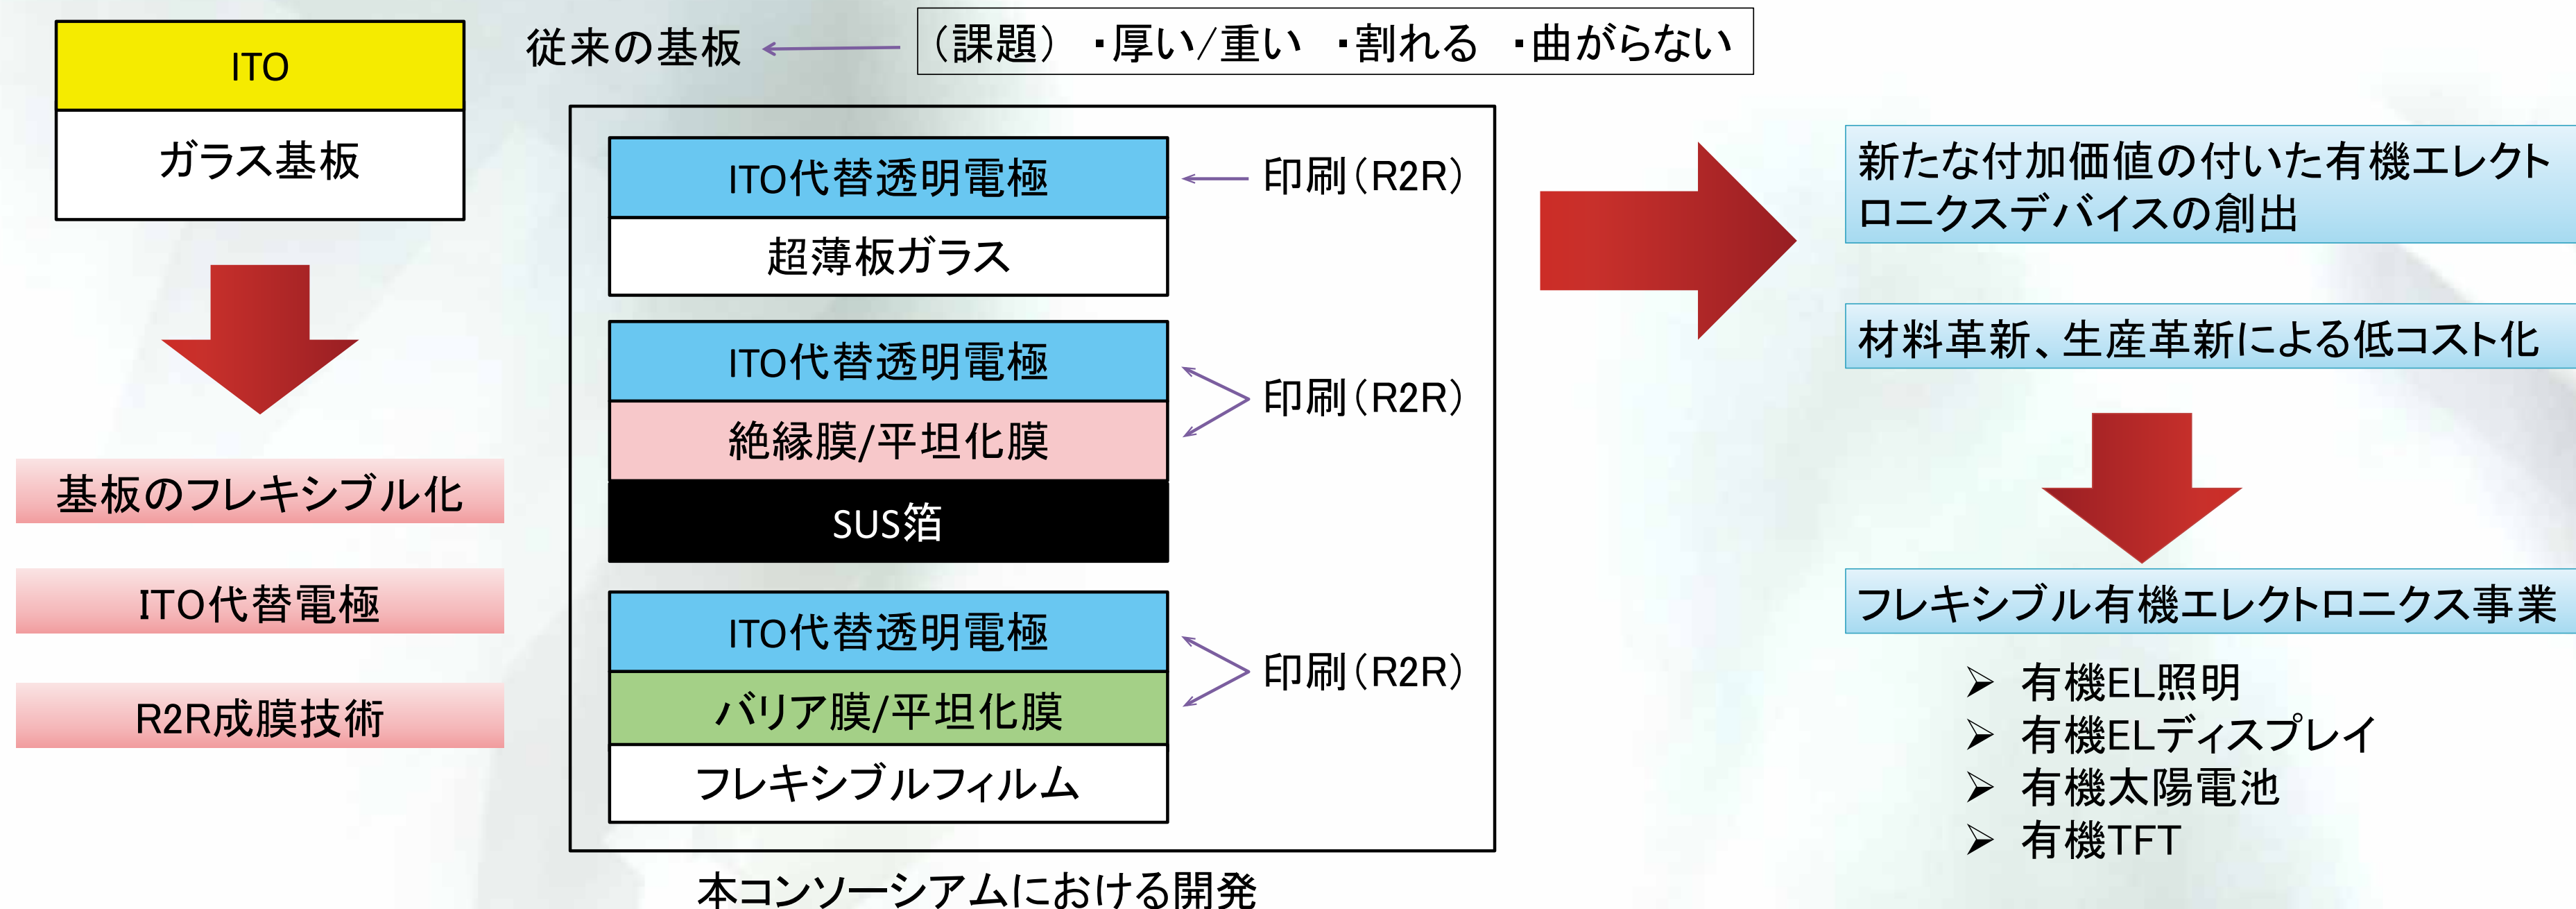 ITO
ガラス基板
従来の基板
（課題） ・厚い/重い ・割れる ・曲がらない
基板のフレキシブル化
ITO代替電極
R2R成膜技術
ITO代替透明電極
超薄板ガラス
印刷（R2R）
ITO代替透明電極
絶縁膜/平坦化膜
SUS箔
印刷（R2R）
ITO代替透明電極
バリア膜/平坦化膜
フレキシブルフィルム
印刷（R2R）
本コンソーシアムにおける開発
新たな付加価値の付いた有機エレクト
ロニクスデバイスの創出
材料革新、生産革新による低コスト化
フレキシブル有機エレクトロニクス事業
➢ 有機EL照明
➢ 有機ELディスプレイ
➢ 有機太陽電池
➢ 有機TFT